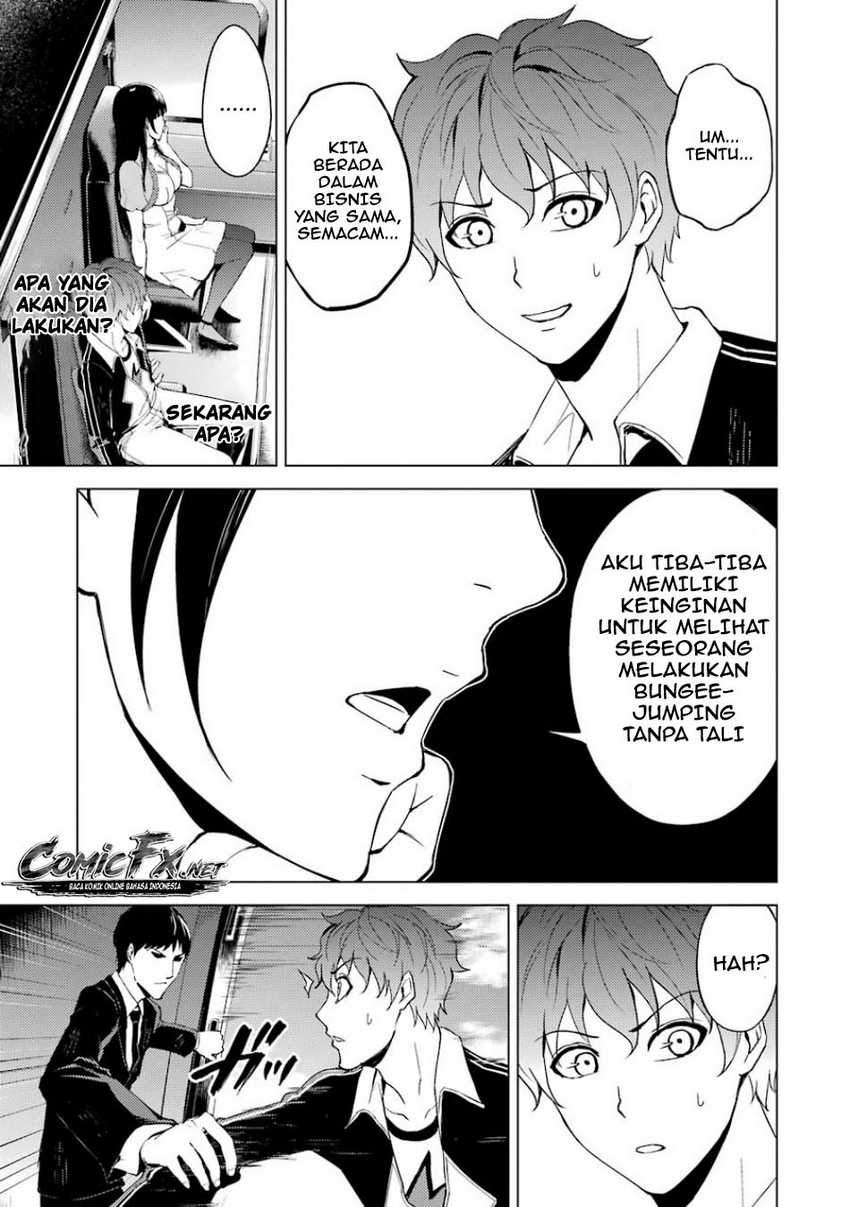 UM...
TENTU...
KITA
BERADA
DALAM
BISNIS
YANG SAMA,
SEMACAM...
......
APA YANG
AKAN DIA
LAKUKAN?
SEKARANG
APA?
AKU TIBA-TIBA
MEMILIKI
KEINGINAN
UNTUK MELIHAT
SESEORANG
MELAKUKAN
BUNGEE-
JUMPING
TANPA TALI
COMICFX.NET
BACA KOMIK ONLINE BAHASA INDONESIA
HAH?
ガッ